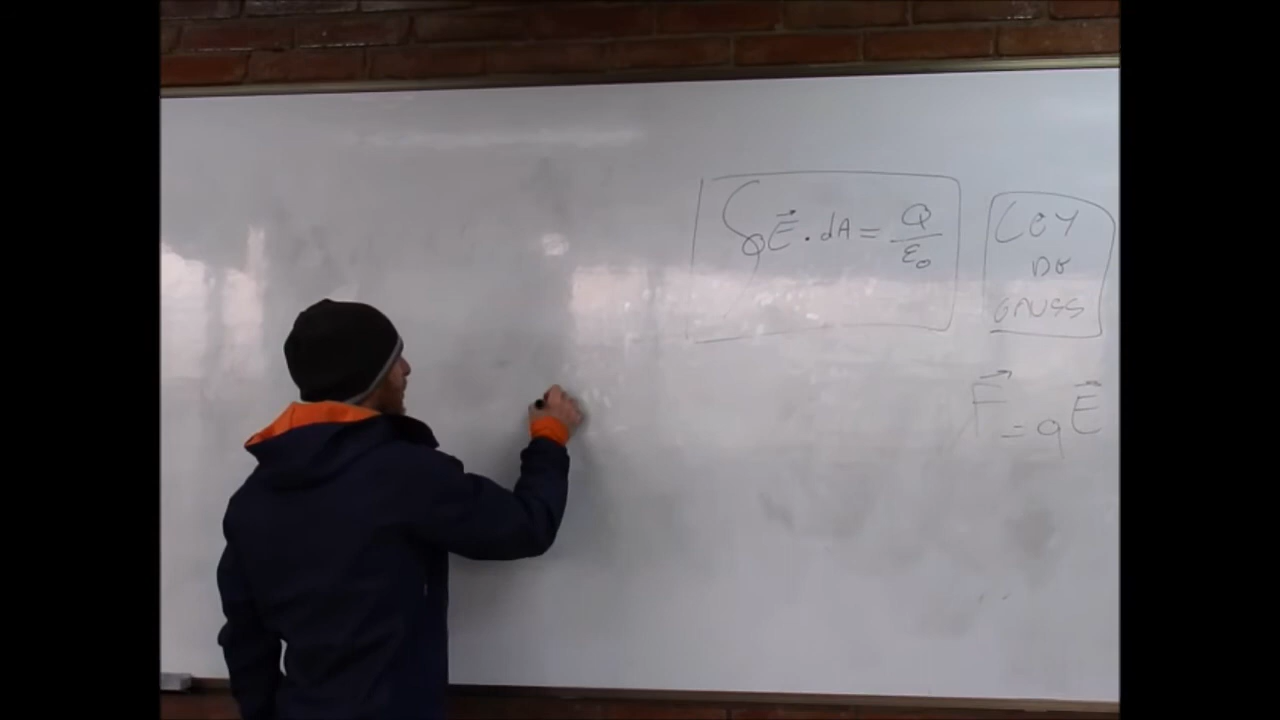 ∮E⃗ · dA = Q/ε₀
LEY
DE
GAUSS
F⃗ = qE⃗